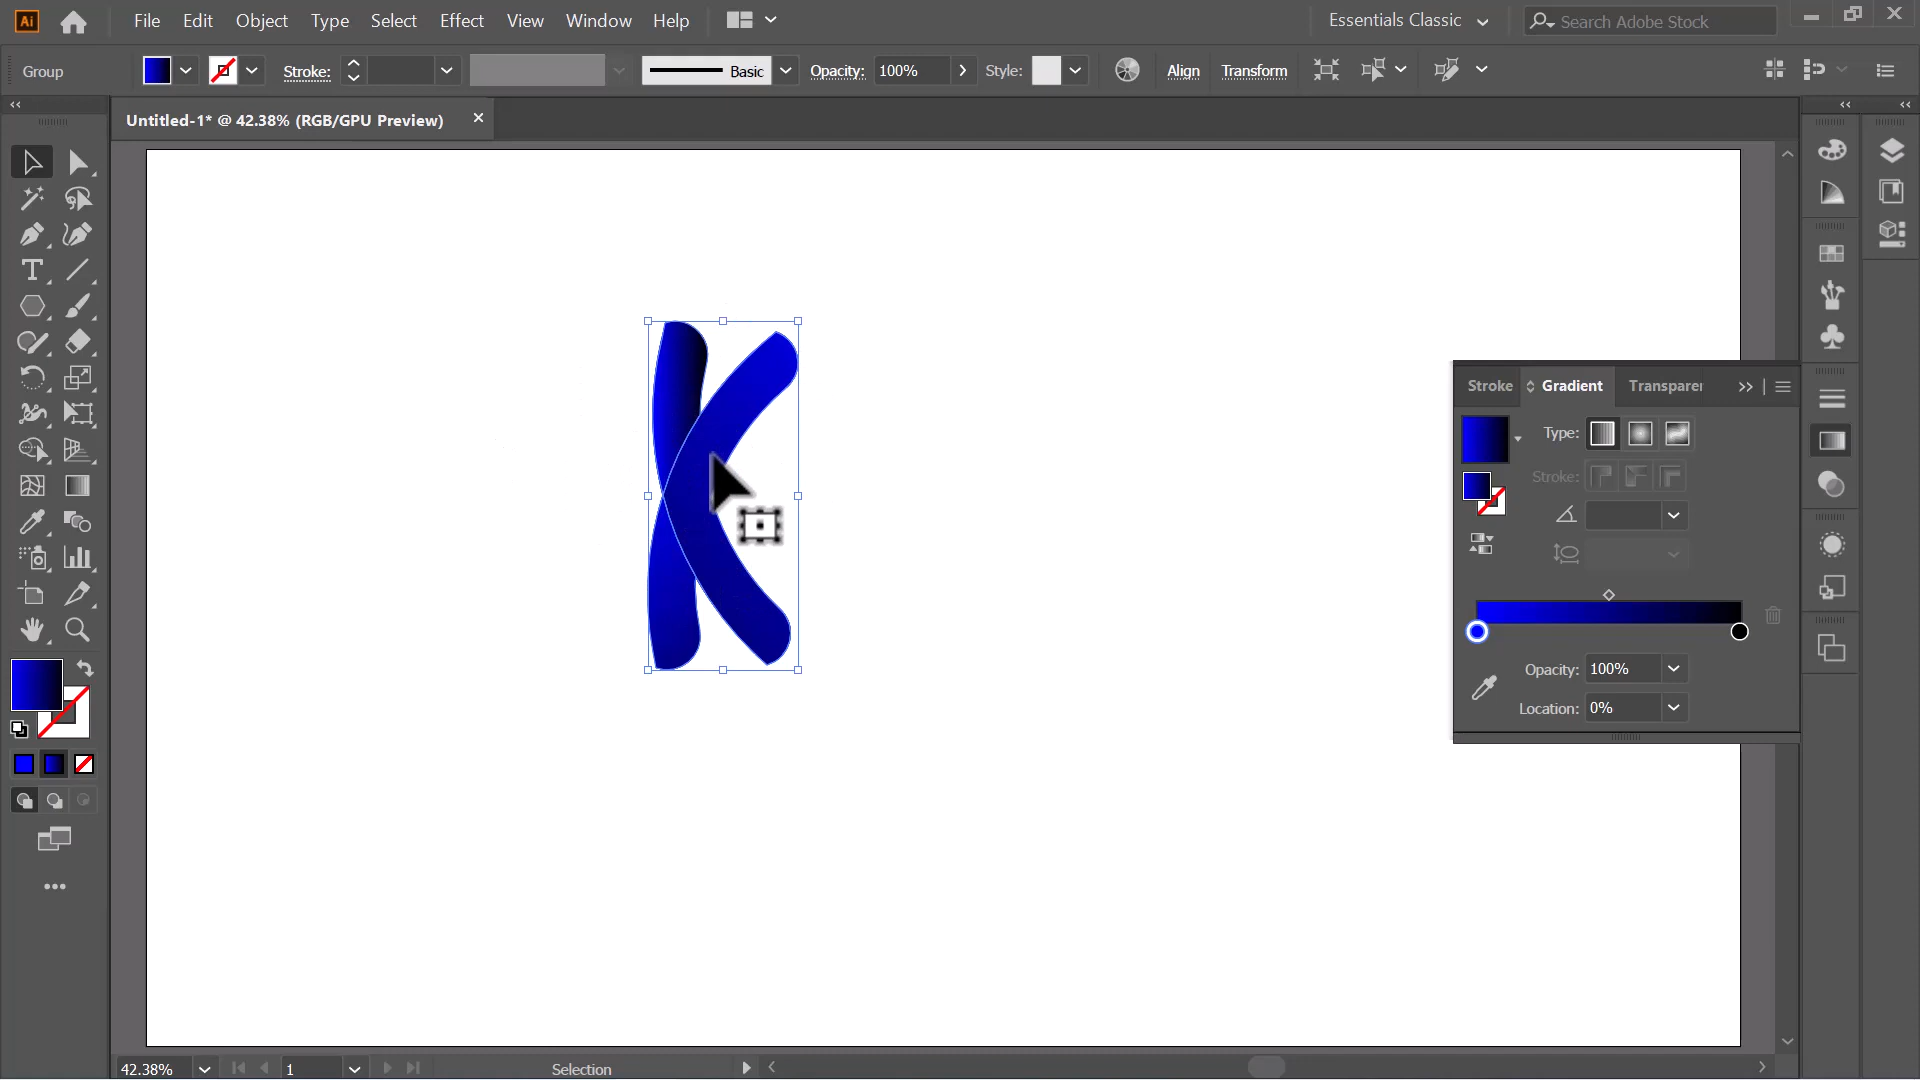 Ai File Edit Object Type Select Effect View Window Help Essentials Classic Search Adobe Stock
Group Stroke: Basic Opacity: 100% Style: Align Transform
Untitled-1* @ 42.38% (RGB/GPU Preview)
Stroke Gradient Transparer
Type:
Stroke:
Opacity: 100%
Location: 0%
42.38% 1 Selection